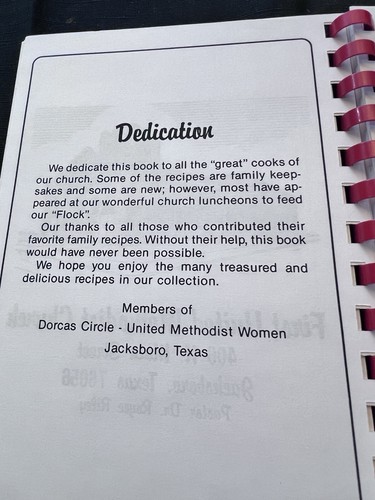 Dedication
We dedicate this book to all the "great" cooks of
our church. Some of the recipes are family keep-
sakes and some are new; however, most have ap-
peared at our wonderful church luncheons to feed
our "Flock".
Our thanks to all those who contributed their
favorite family recipes. Without their help, this book
would have never been possible.
We hope you enjoy the many treasured and
delicious recipes in our collection.
Members of
Dorcas Circle - United Methodist Women
Jacksboro, Texas